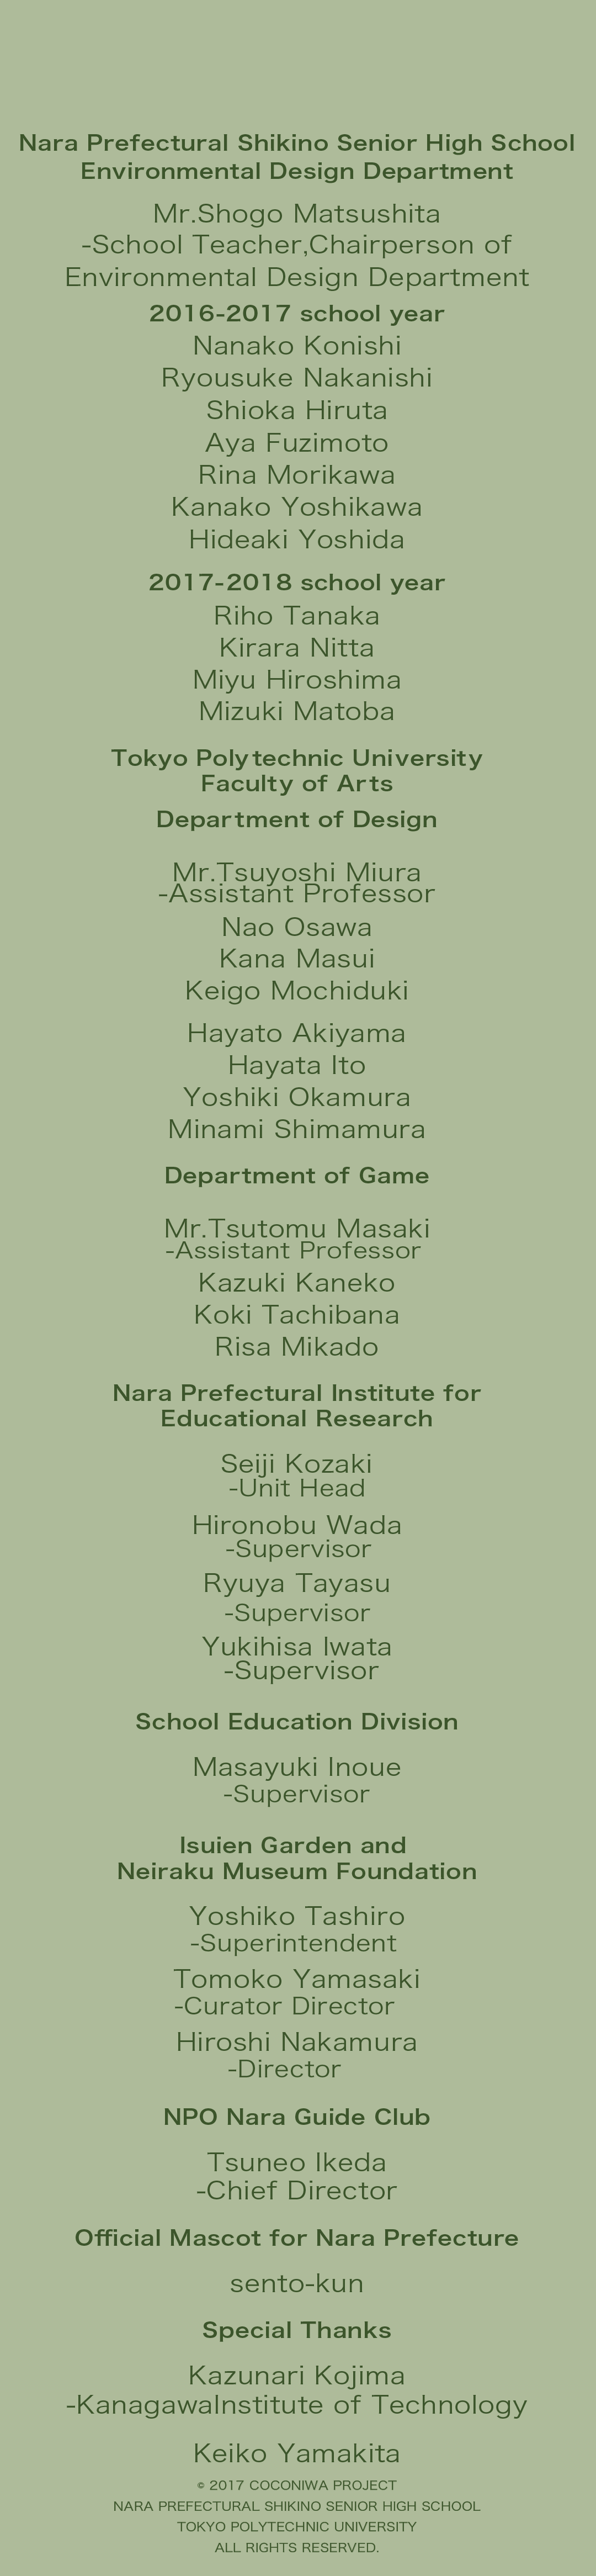 Nara Prefectural Shikino Senior High School
Environmental Design Department
Mr.Shogo Matsushita
-School Teacher,Chairperson of
Environmental Design Department
2016-2017 school year
Nanako Konishi
Ryousuke Nakanishi
Shioka Hiruta
Aya Fuzimoto
Rina Morikawa
Kanako Yoshikawa
Hideaki Yoshida
2017-2018 school year
Riho Tanaka
Kirara Nitta
Miyu Hiroshima
Mizuki Matoba
Tokyo Polytechnic University
Faculty of Arts
Department of Design
Mr.Tsuyoshi Miura
-Assistant Professor
Nao Osawa
Kana Masui
Keigo Mochiduki
Hayato Akiyama
Hayata Ito
Yoshiki Okamura
Minami Shimamura
Department of Game
Mr.Tsutomu Masaki
-Assistant Professor
Kazuki Kaneko
Koki Tachibana
Risa Mikado
Nara Prefectural Institute for
Educational Research
Seiji Kozaki
-Unit Head
Hironobu Wada
-Supervisor
Ryuya Tayasu
-Supervisor
Yukihisa Iwata
-Supervisor
School Education Division
Masayuki Inoue
-Supervisor
Isuien Garden and
Neiraku Museum Foundation
Yoshiko Tashiro
-Superintendent
Tomoko Yamasaki
-Curator Director
Hiroshi Nakamura
-Director
NPO Nara Guide Club
Tsuneo Ikeda
-Chief Director
Official Mascot for Nara Prefecture
sento-kun
Special Thanks
Kazunari Kojima
-KanagawaInstitute of Technology
Keiko Yamakita
© 2017 COCONIWA PROJECT
NARA PREFECTURAL SHIKINO SENIOR HIGH SCHOOL
TOKYO POLYTECHNIC UNIVERSITY
ALL RIGHTS RESERVED.